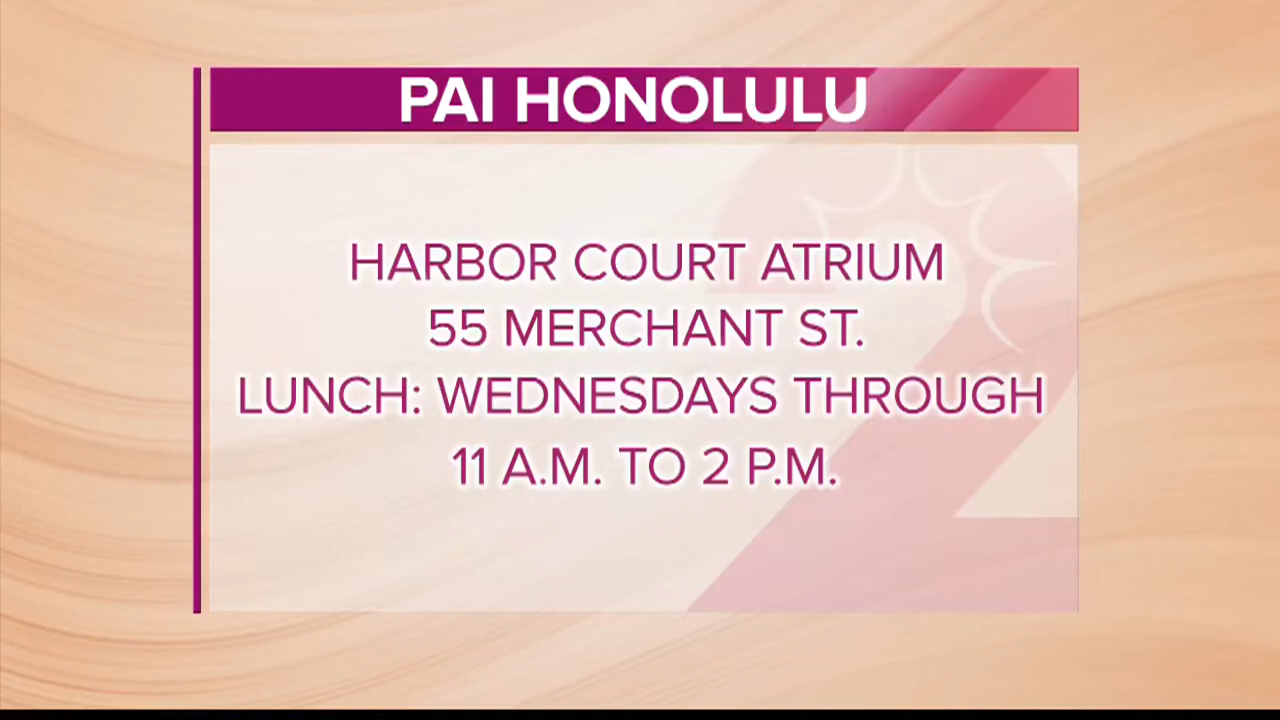 PAI HONOLULU
HARBOR COURT ATRIUM
55 MERCHANT ST.
LUNCH: WEDNESDAYS THROUGH
11 A.M. TO 2 P.M.